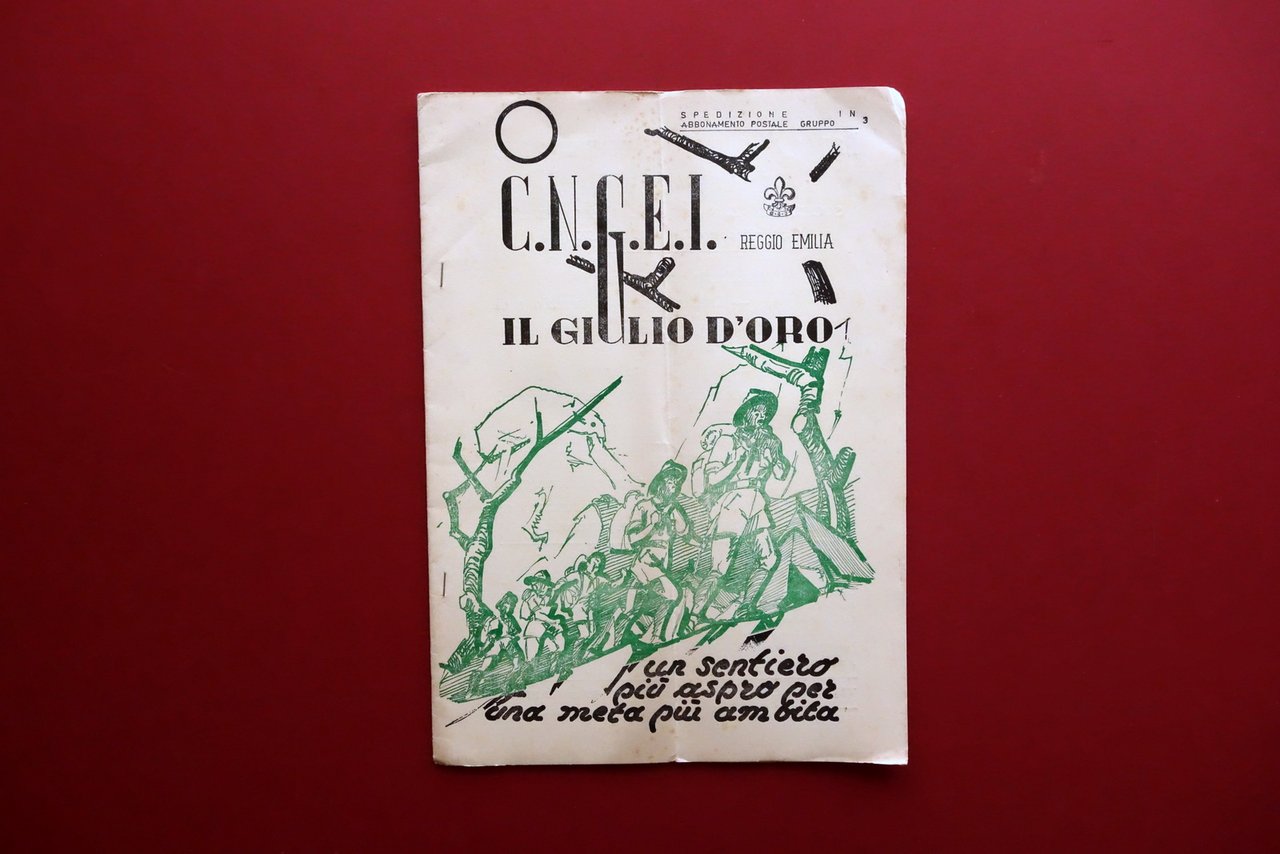 SPEDIZIONE IN
ABBONAMENTO POSTALE GRUPPO 3
C.N.G.E.I.
REGGIO EMILIA
IL GIGLIO D'ORO
un sentiero
più aspro per
una meta più ambita